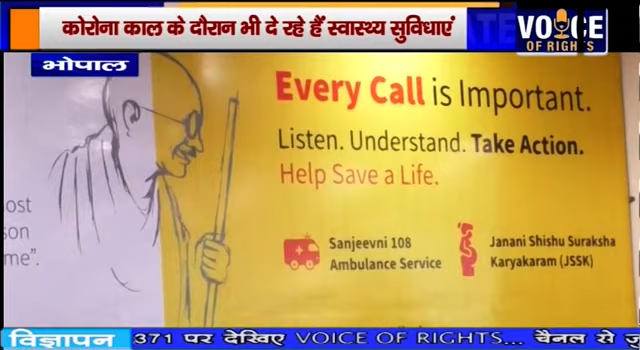 कोरोना काल के दौरान भी दे रहे हैं स्वास्थ्य सुविधाएं
VOICE
OF RIGHTS
भोपाल
Every Call is Important.
Listen. Understand. Take Action.
Help Save a Life.
ost
son
me”.
Sanjeevni 108
Ambulance Service
Janani Shishu Suraksha
Karyakaram (JSSK)
विज्ञापन
371 पर देखिए VOICE OF RIGHTS... चैनल से